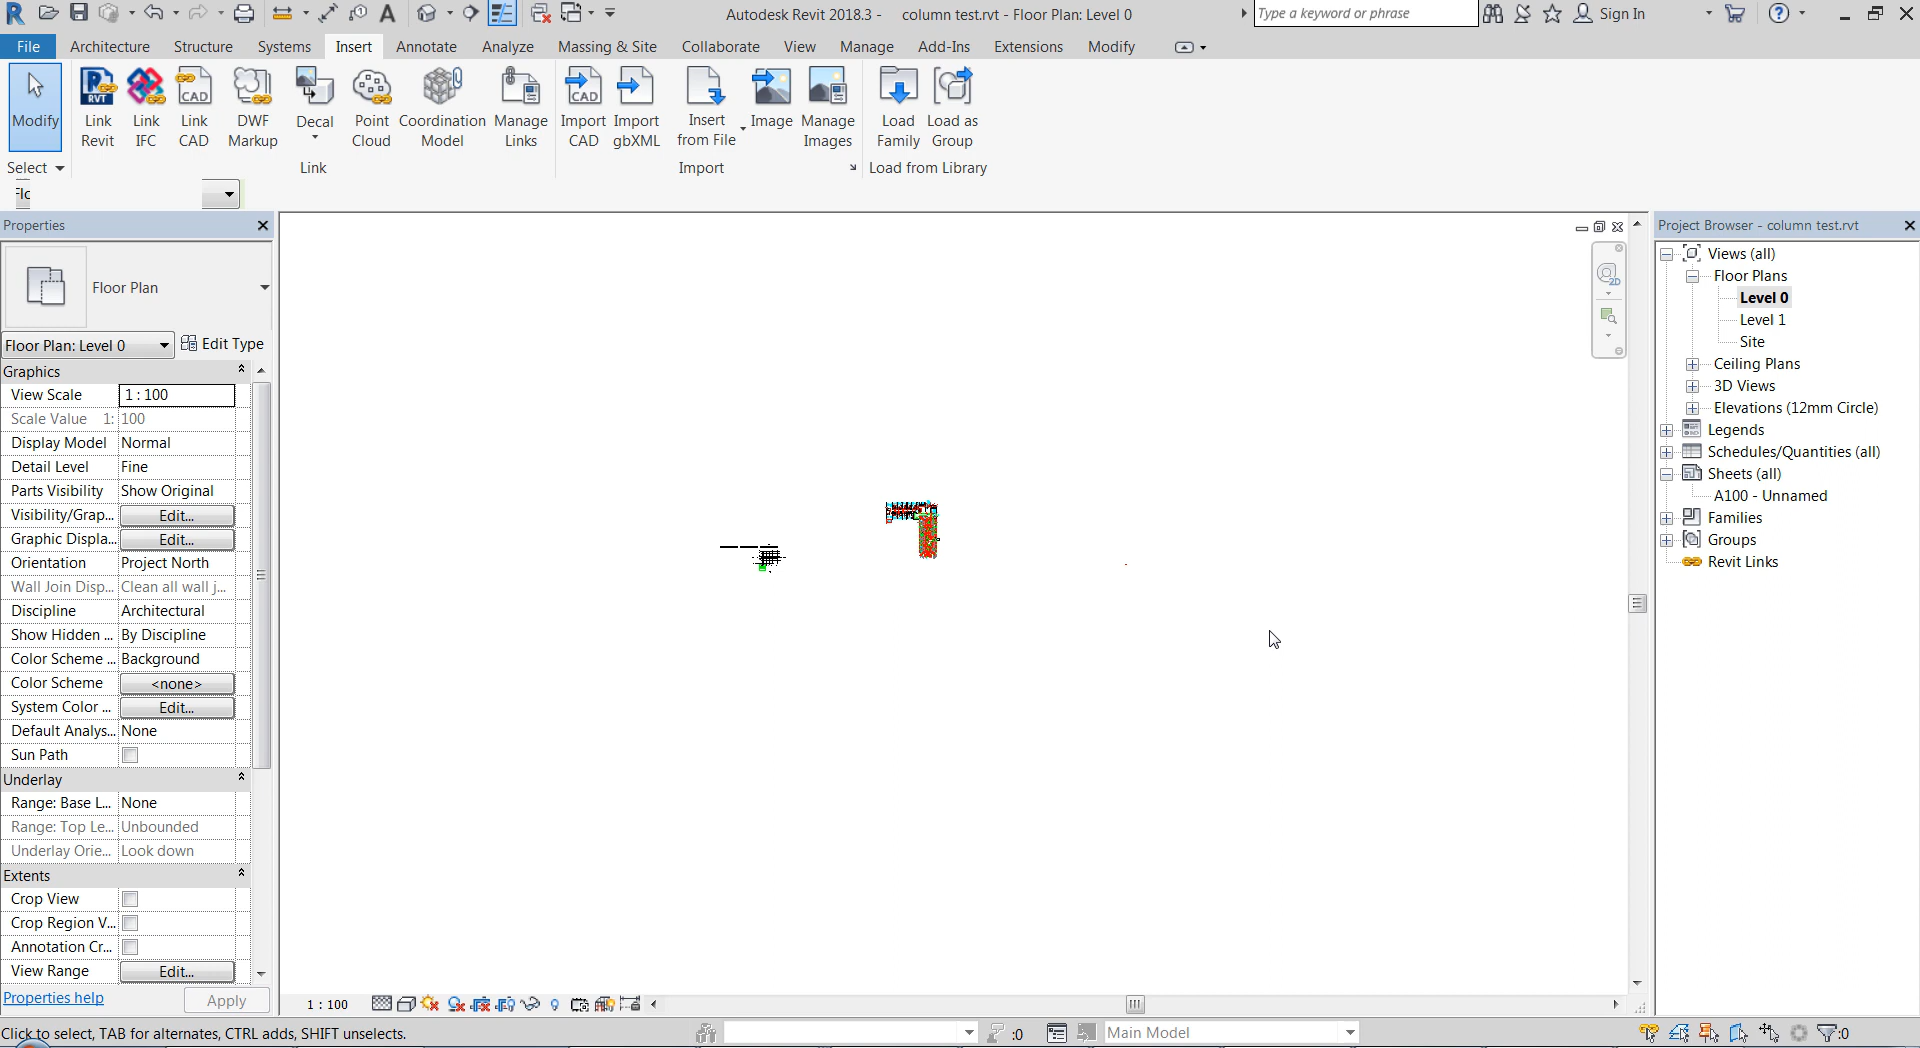 Autodesk Revit 2018.3 - column test.rvt - Floor Plan: Level 0
Type a keyword or phrase
Sign In
File Architecture Structure Systems Insert Annotate Analyze Massing & Site Collaborate View Manage Add-Ins Extensions Modify
Modify
Link Revit
Link IFC
Link CAD
DWF Markup
Decal
Point Cloud
Coordination Model
Manage Links
Import CAD
Import gbXML
Insert from File
Image
Manage Images
Load Family
Load as Group
Select
Link
Import
Load from Library
Properties
Floor Plan
Floor Plan: Level 0
Edit Type
Graphics
View Scale 1 : 100
Scale Value 1: 100
Display Model Normal
Detail Level Fine
Parts Visibility Show Original
Visibility/Grap... Edit...
Graphic Displa... Edit...
Orientation Project North
Wall Join Disp... Clean all wall j...
Discipline Architectural
Show Hidden ... By Discipline
Color Scheme ... Background
Color Scheme <none>
System Color ... Edit...
Default Analys... None
Sun Path
Underlay
Range: Base L... None
Range: Top Le... Unbounded
Underlay Orie... Look down
Extents
Crop View
Crop Region V...
Annotation Cr...
View Range Edit...
Properties help
Apply
1 : 100
Project Browser - column test.rvt
Views (all)
Floor Plans
Level 0
Level 1
Site
Ceiling Plans
3D Views
Elevations (12mm Circle)
Legends
Schedules/Quantities (all)
Sheets (all)
A100 - Unnamed
Families
Groups
Revit Links
Click to select, TAB for alternates, CTRL adds, SHIFT unselects.
:0
Main Model
:0